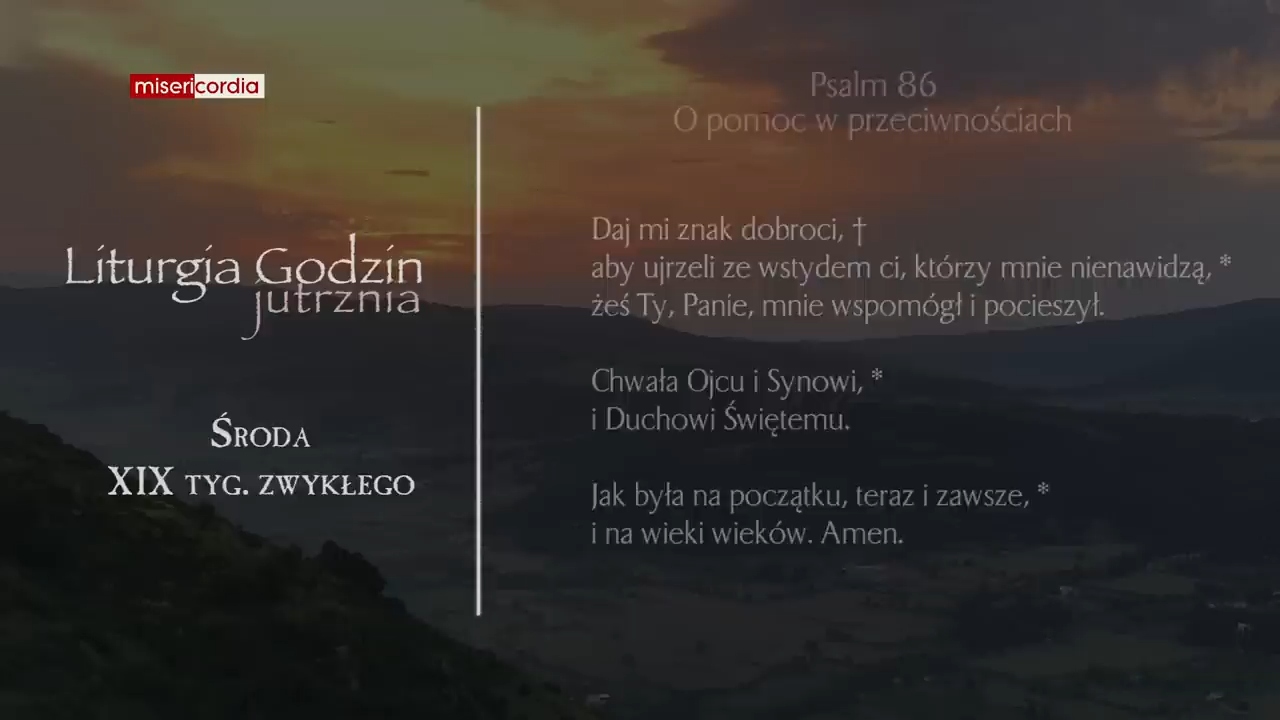 misericordia
Liturgia Godzin
jutrznia
Środa
XIX tyg. zwykłego
Psalm 86
O pomoc w przeciwnościach
Daj mi znak dobroci, †
aby ujrzeli ze wstydem ci, którzy mnie nienawidzą, *
żeś Ty, Panie, mnie wspomógł i pocieszył.
Chwała Ojcu i Synowi, *
i Duchowi Świętemu.
Jak była na początku, teraz i zawsze, *
i na wieki wieków. Amen.